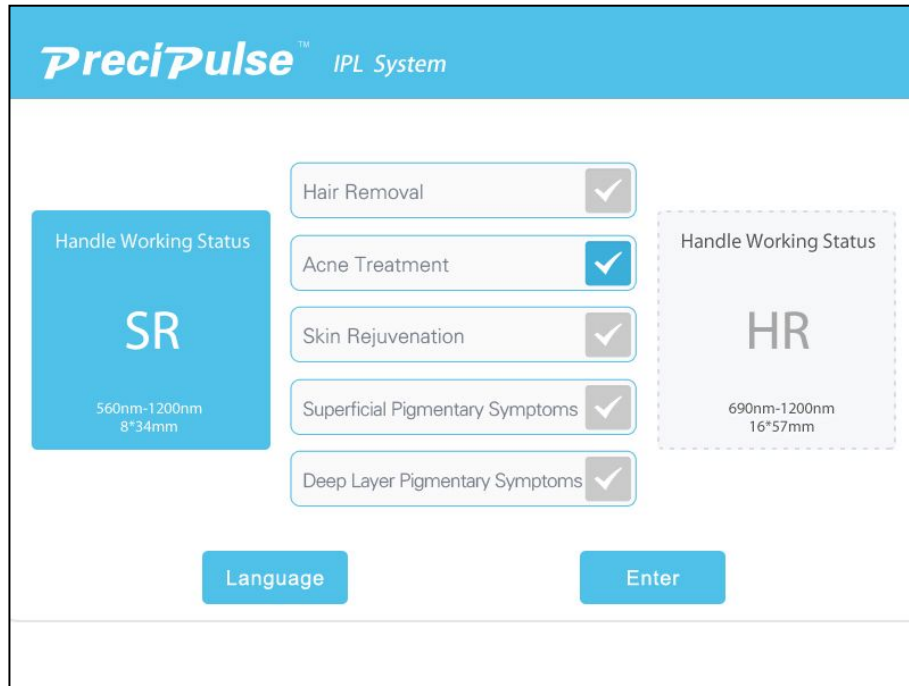 PreciPulse™ IPL System
Handle Working Status
SR
560nm-1200nm
8*34mm
Hair Removal
Acne Treatment
Skin Rejuvenation
Superficial Pigmentary Symptoms
Deep Layer Pigmentary Symptoms
Handle Working Status
HR
690nm-1200nm
16*57mm
Language
Enter